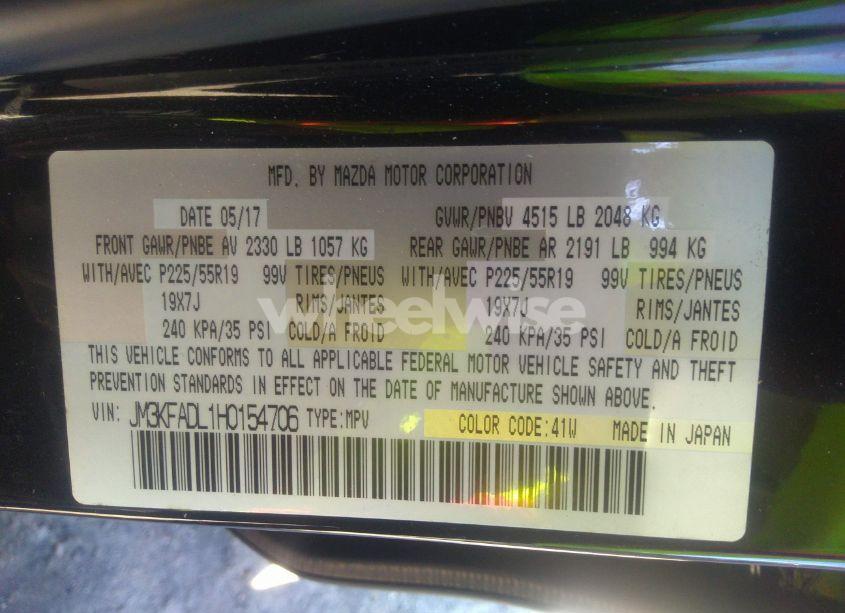 MFD. BY MAZDA MOTOR CORPORATION
DATE 05/17 GVWR/PNBV 4515 LB 2048 KG
FRONT GAWR/PNBE AV 2330 LB 1057 KG REAR GAWR/PNBE AR 2191 LB 994 KG
WITH/AVEC P225/55R19 99V TIRES/PNEUS WITH/AVEC P225/55R19 99V TIRES/PNEUS
19X7J RIMS/JANTES 19X7J RIMS/JANTES
240 KPA/35 PSI COLD/A FROID 240 KPA/35 PSI COLD/A FROID
wheelwise
THIS VEHICLE CONFORMS TO ALL APPLICABLE FEDERAL MOTOR VEHICLE SAFETY AND THEFT
PREVENTION STANDARDS IN EFFECT ON THE DATE OF MANUFACTURE SHOWN ABOVE.
VIN: JM3KFADL1H0154706 TYPE:MPV COLOR CODE:41W MADE IN JAPAN